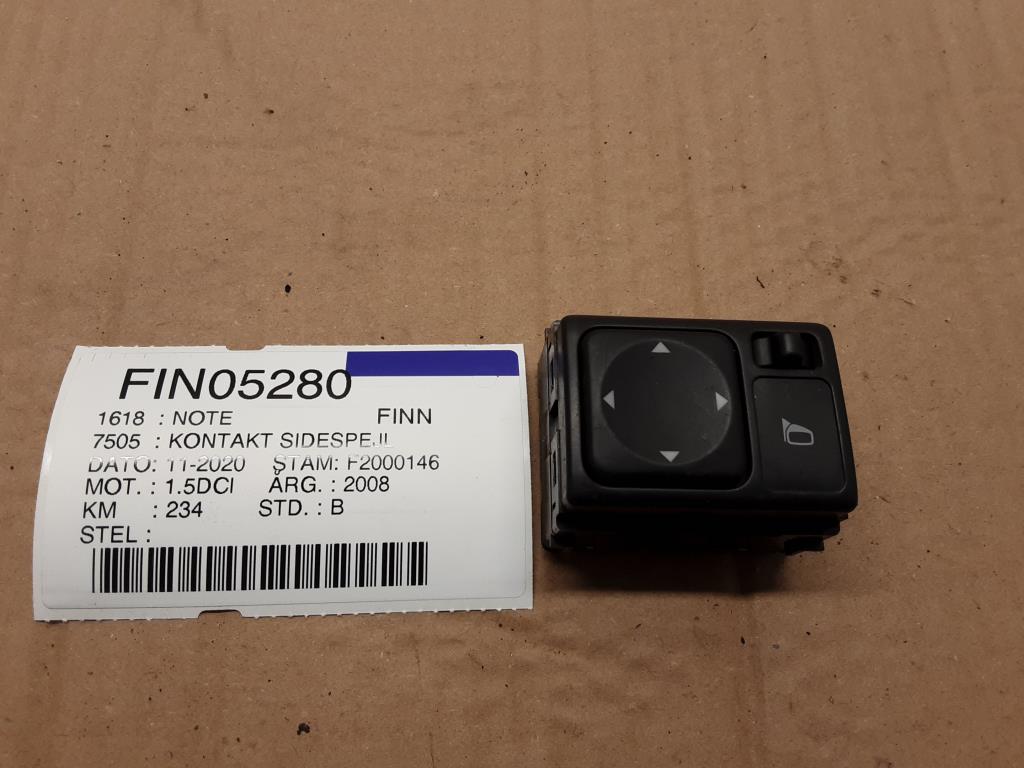 FIN05280
1618 : NOTE FINN
7505 : KONTAKT SIDESPEJL
DATO: 11-2020 STAM: F2000146
MOT. : 1.5DCI ARG. : 2008
KM : 234 STD. : B
STEL :